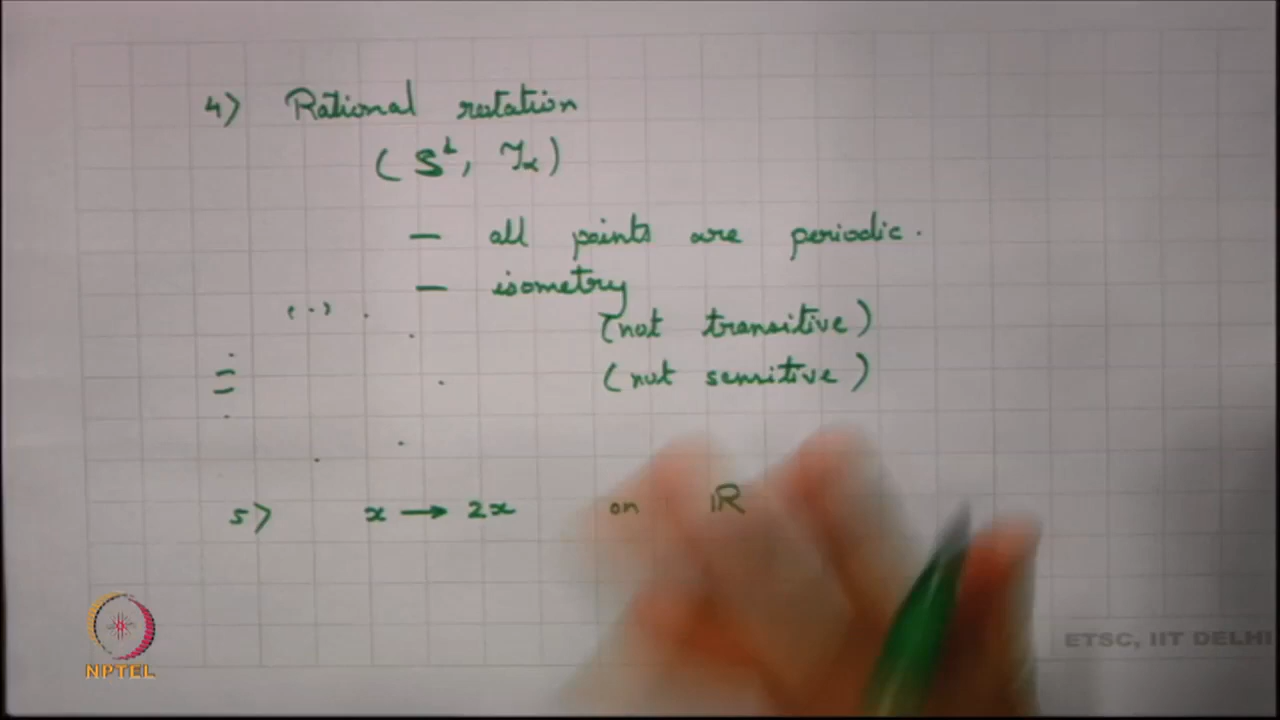 4) Rational rotation
(S¹, T_α)
— all points are periodic.
— isometry
(not transitive)
(not sensitive)
5) x → 2x on ℝ
NPTEL
ETSC, IIT DELHI